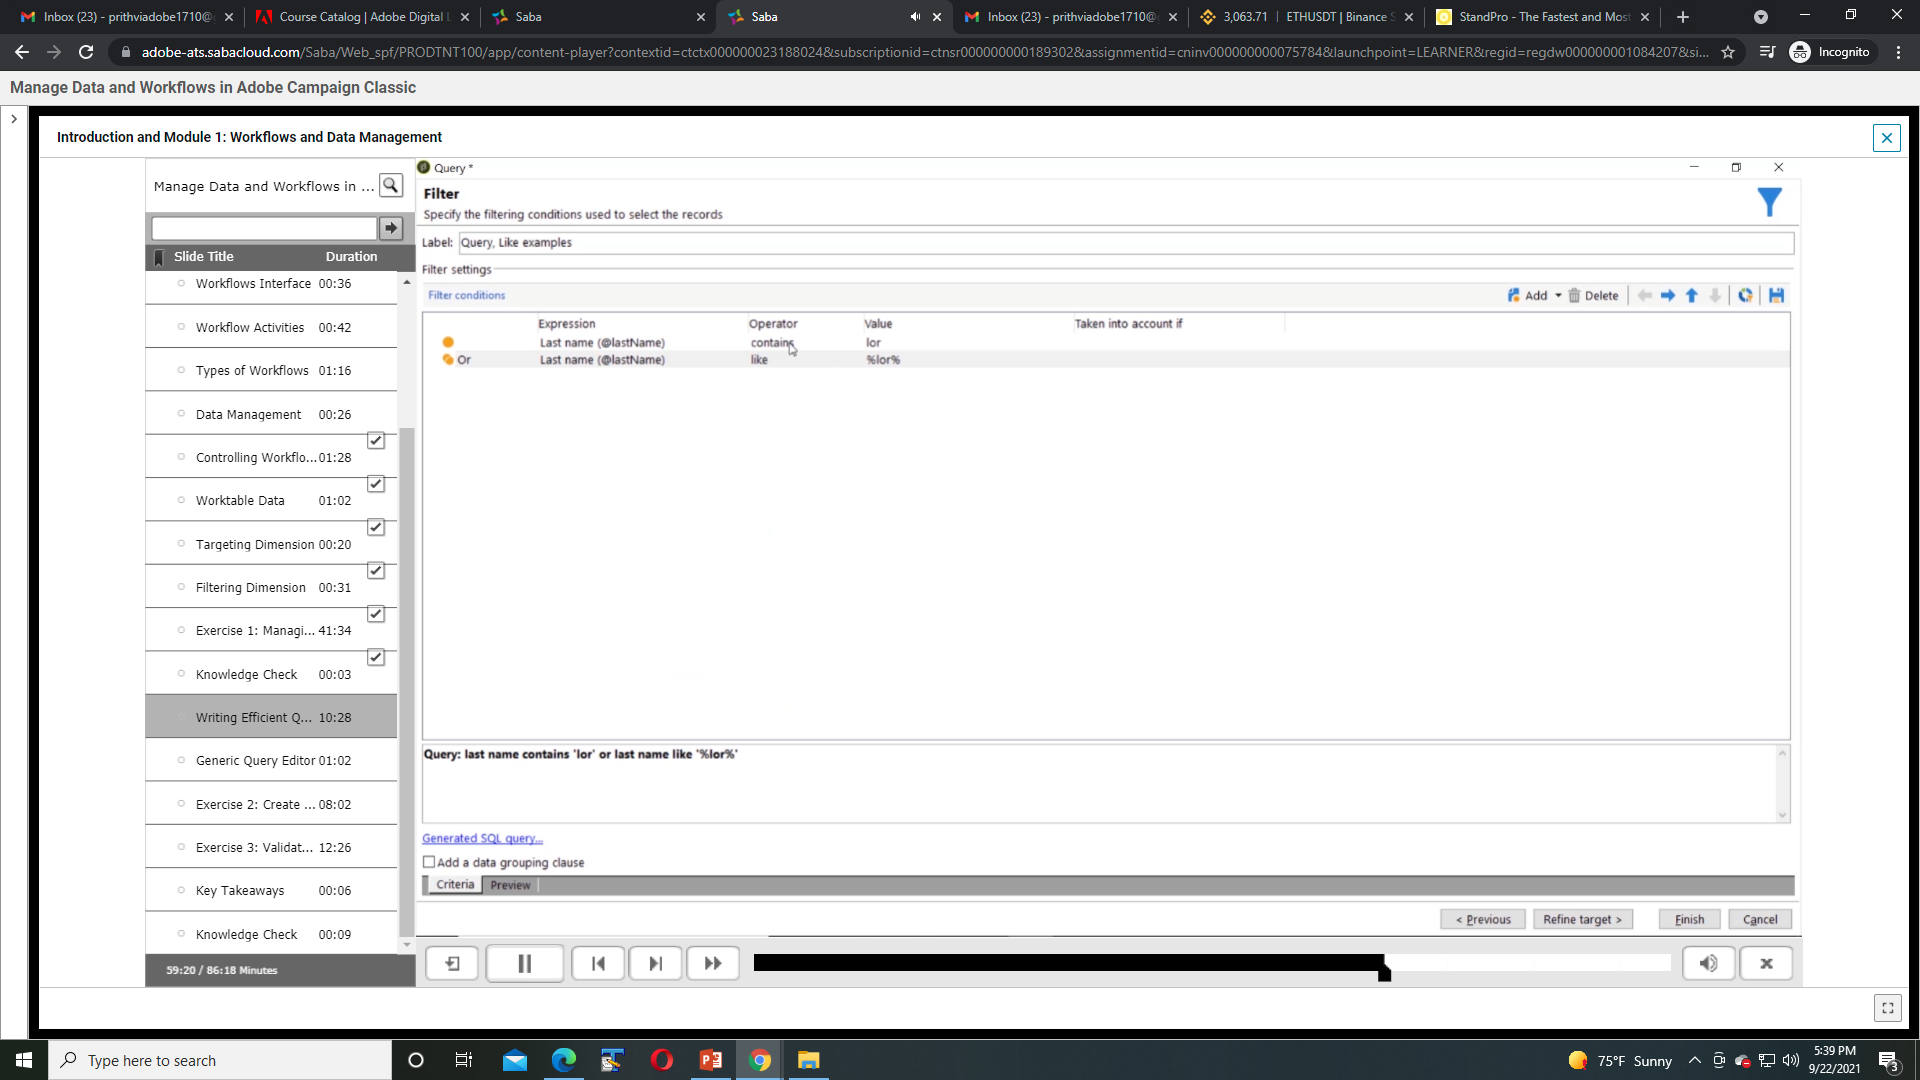 Inbox (23) - prithviadobe1710@
Course Catalog | Adobe Digital L
Saba
Saba
Inbox (23) - prithviadobe1710@
3,063.71 | ETHUSDT | Binance S
StandPro - The Fastest and Most
adobe-ats.sabacloud.com/Saba/Web_spf/PRODTNT100/app/content-player?contextid=ctctx000000023188024&subscriptionid=ctnsr0000000000189302&assignmentid=cninv000000000075784&launchpoint=LEARNER&regid=regdw000000001084207&si...
Incognito
Manage Data and Workflows in Adobe Campaign Classic
Introduction and Module 1: Workflows and Data Management
Manage Data and Workflows in ...
Slide Title Duration
Workflows Interface 00:36
Workflow Activities 00:42
Types of Workflows 01:16
Data Management 00:26
Controlling Workflo... 01:28
Worktable Data 01:02
Targeting Dimension 00:20
Filtering Dimension 00:31
Exercise 1: Managi... 41:34
Knowledge Check 00:03
Writing Efficient Q... 10:28
Generic Query Editor 01:02
Exercise 2: Create ... 08:02
Exercise 3: Validat... 12:26
Key Takeaways 00:06
Knowledge Check 00:09
59:20 / 86:18 Minutes
Query *
Filter
Specify the filtering conditions used to select the records
Label: Query, Like examples
Filter settings
Filter conditions
Add Delete
Expression Operator Value Taken into account if
Last name (@lastName) contains lor
Or Last name (@lastName) like %lor%
Query: last name contains 'lor' or last name like '%lor%'
Generated SQL query...
Add a data grouping clause
Criteria Preview
< Previous Refine target > Finish Cancel
Type here to search
75°F Sunny
5:39 PM
9/22/2021
3